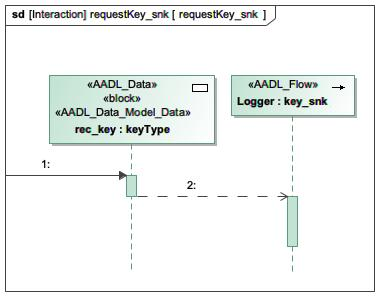 sd [Interaction] requestKey_snk [ requestKey_snk ]
«AADL_Data»
«block»
«AADL_Data_Model_Data»
rec_key : keyType
«AADL_Flow»
Logger : key_snk
1:
2: